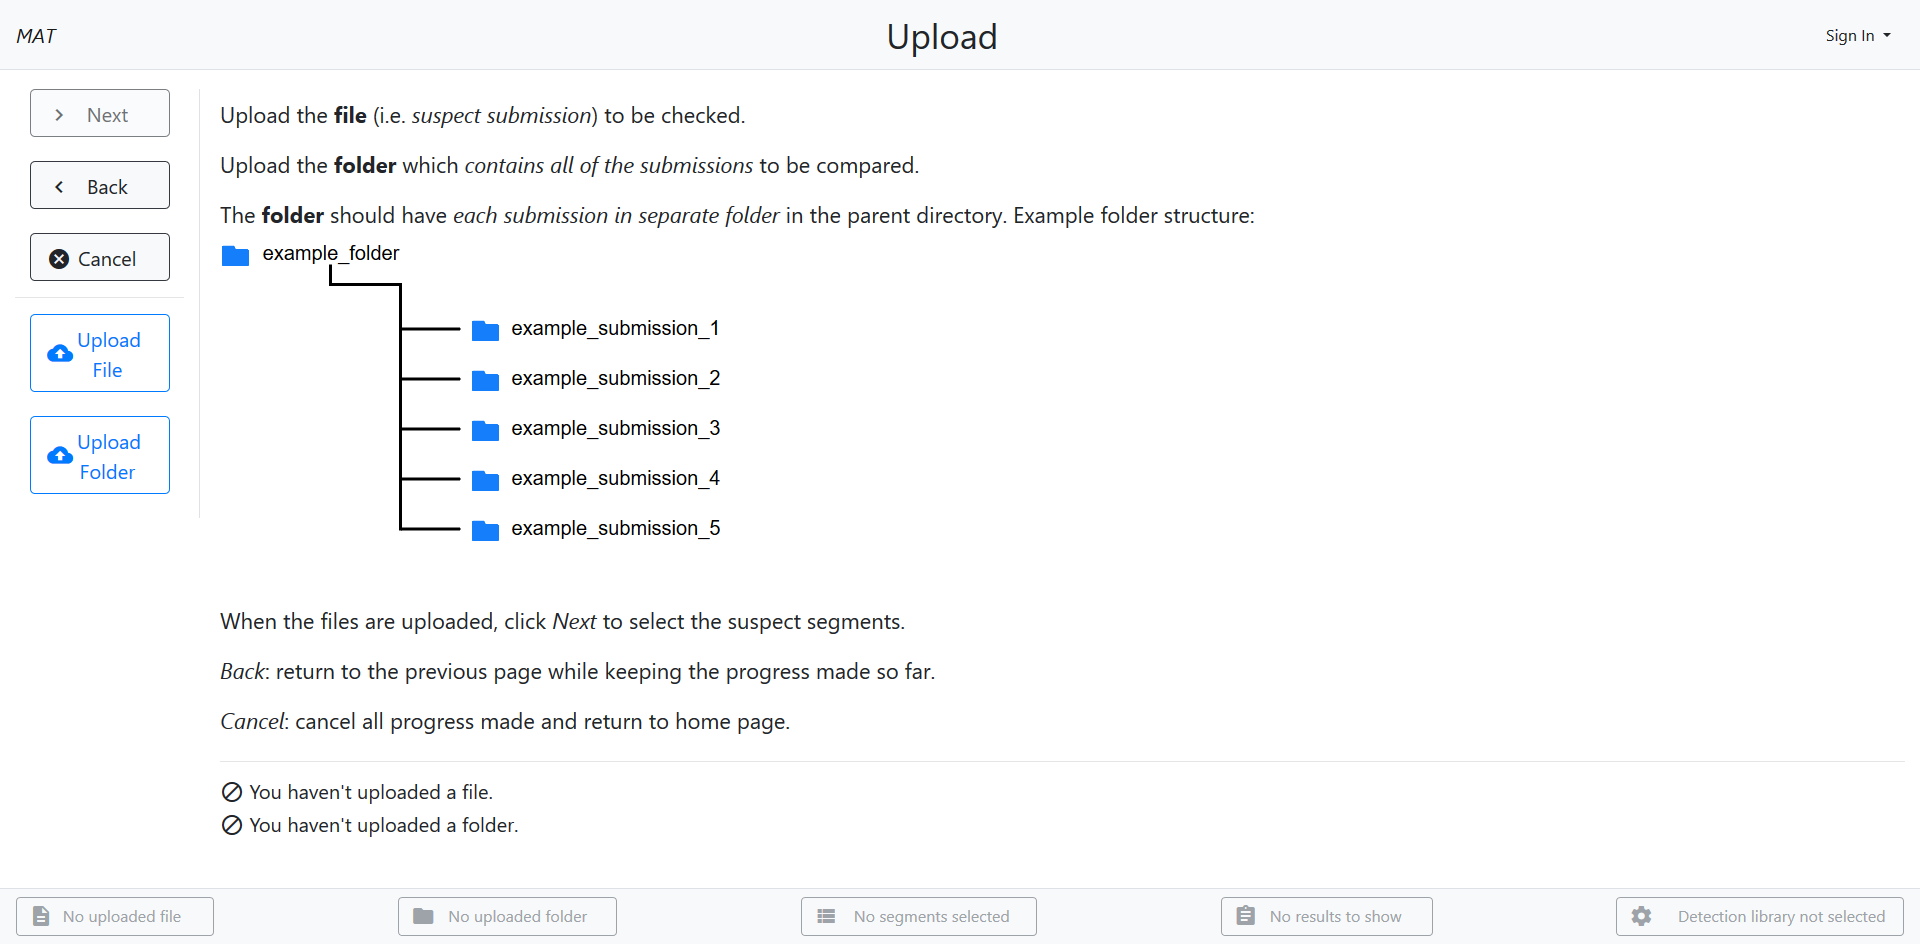 MAT
Upload
Sign In
Next
Back
Cancel
Upload
File
Upload
Folder
Upload the file (i.e. suspect submission) to be checked.
Upload the folder which contains all of the submissions to be compared.
The folder should have each submission in separate folder in the parent directory. Example folder structure:
example_folder
example_submission_1
example_submission_2
example_submission_3
example_submission_4
example_submission_5
When the files are uploaded, click Next to select the suspect segments.
Back: return to the previous page while keeping the progress made so far.
Cancel: cancel all progress made and return to home page.
You haven't uploaded a file.
You haven't uploaded a folder.
No uploaded file
No uploaded folder
No segments selected
No results to show
Detection library not selected